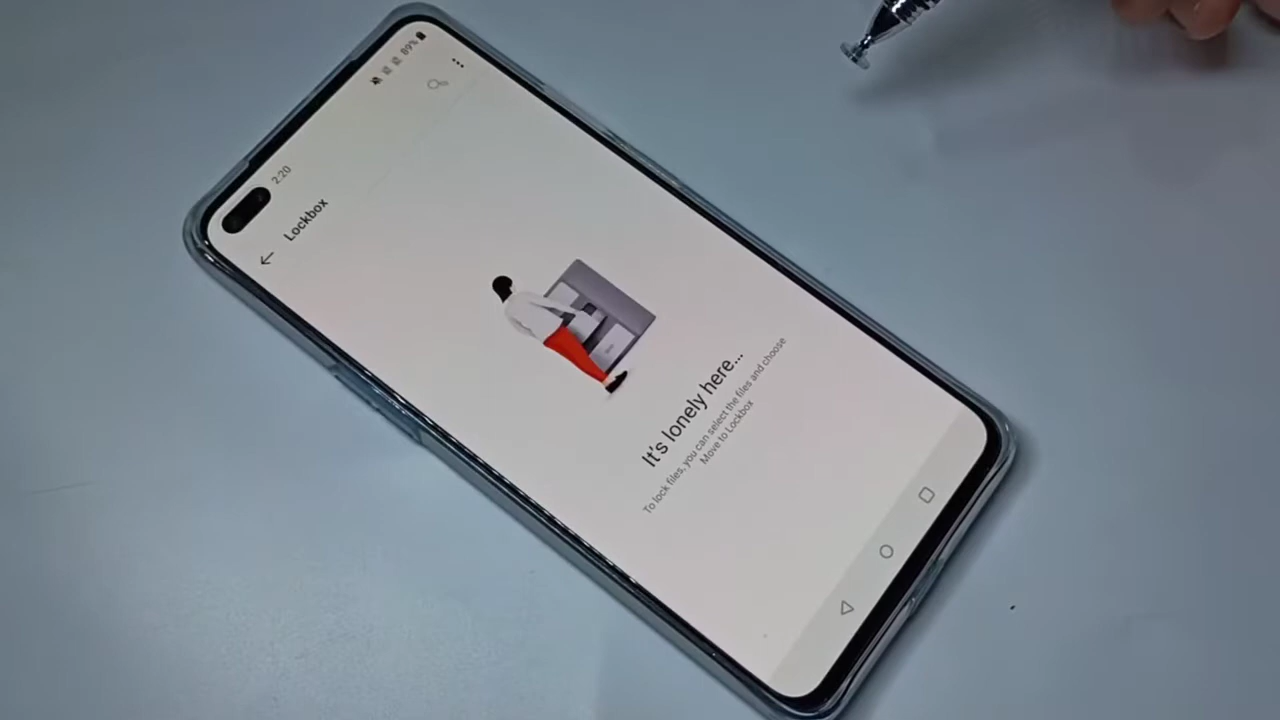 2:20
89%
Lockbox
It's lonely here...
To lock files, you can select the files and choose
Move to Lockbox